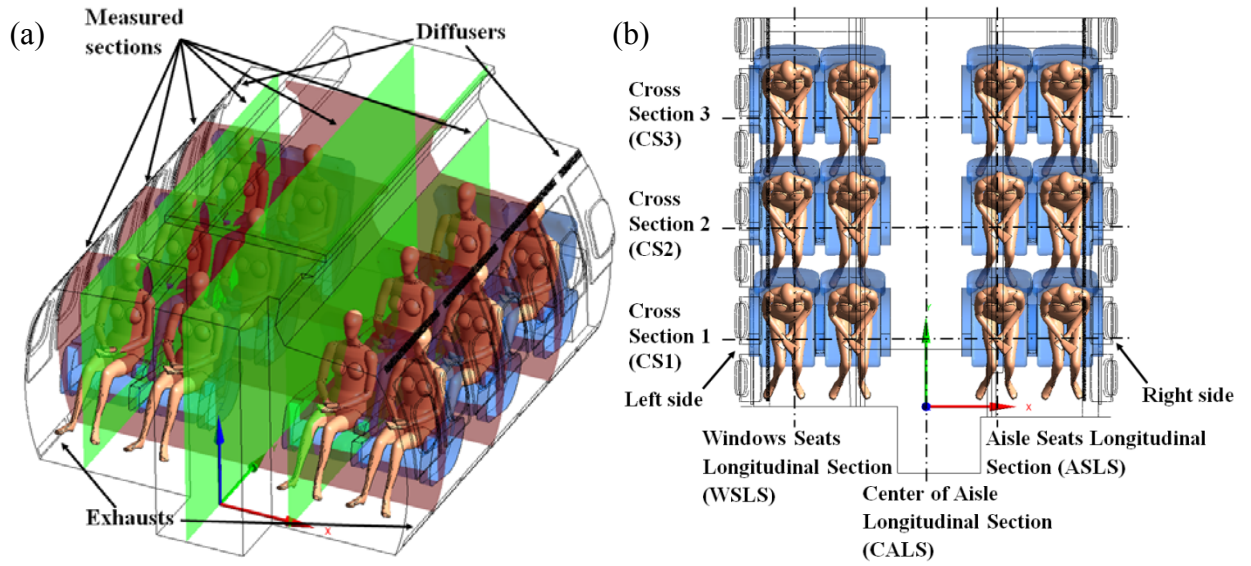 (a)
Measured
sections
Diffusers
Exhausts
x
(b)
Cross
Section 3
(CS3)
Cross
Section 2
(CS2)
Cross
Section 1
(CS1)
Left side
Right side
Y
x
Windows Seats
Longitudinal Section
(WSLS)
Aisle Seats Longitudinal
Section (ASLS)
Center of Aisle
Longitudinal Section
(CALS)